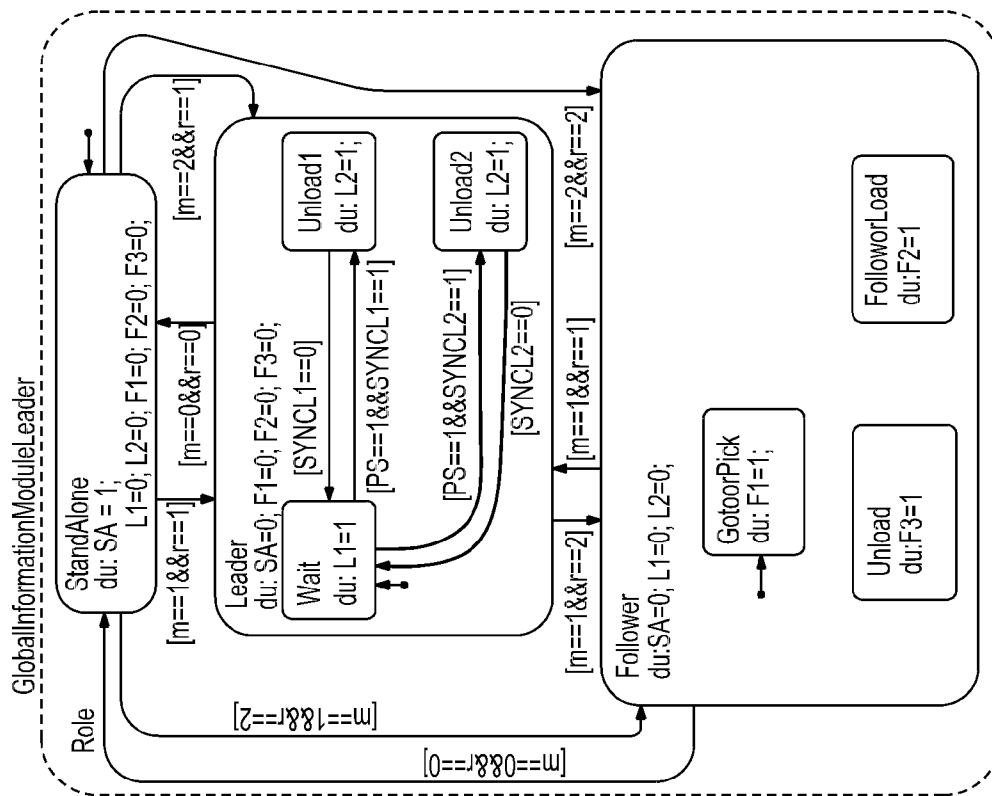 GlobalInformationModuleLeader
Role
StandAlone
du: SA = 1;
L1=0; L2=0; F1=0; F2=0; F3=0;
[m==1&&r==1]
[m==0&&r==0]
[m==2&&r==1]
Leader
du: SA=0; F1=0; F2=0; F3=0;
Wait
du: L1=1
[SYNCL1==0]
[PS==1&&SYNCL1==1]
Unload1
du: L2=1;
[PS==1&&SYNCL2==1]
[SYNCL2==0]
Unload2
du: L2=1;
[m==1&&r==2]
[m==1&&r==1]
[m==2&&r==2]
[m==1&&r==2]
[m==0&&r==0]
Follower
du:SA=0; L1=0; L2=0;
GotoorPick
du: F1=1;
Unload
du:F3=1
FolloworLoad
du:F2=1